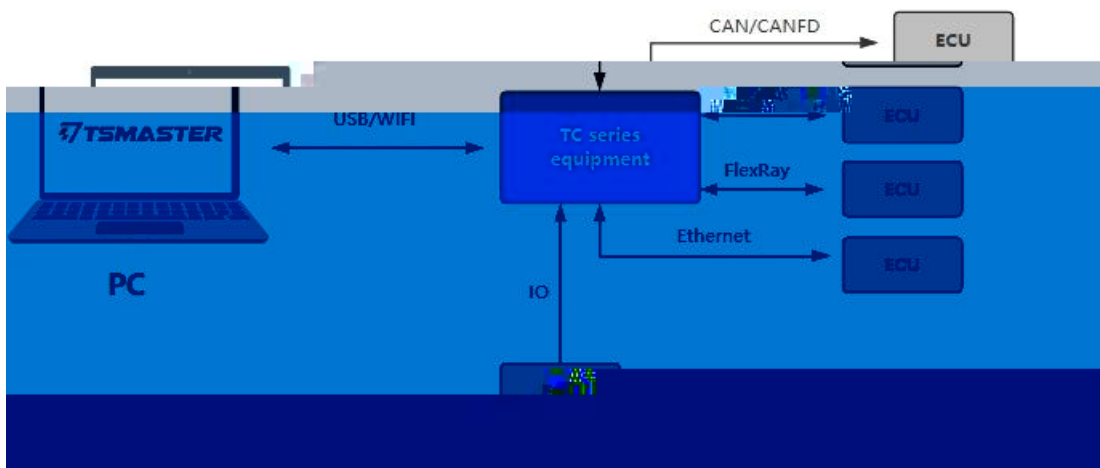 CAN/CANFD
ECU
TSMASTER
USB/WIFI
TC series
equipment
ECU
FlexRay
ECU
Ethernet
ECU
PC
IO